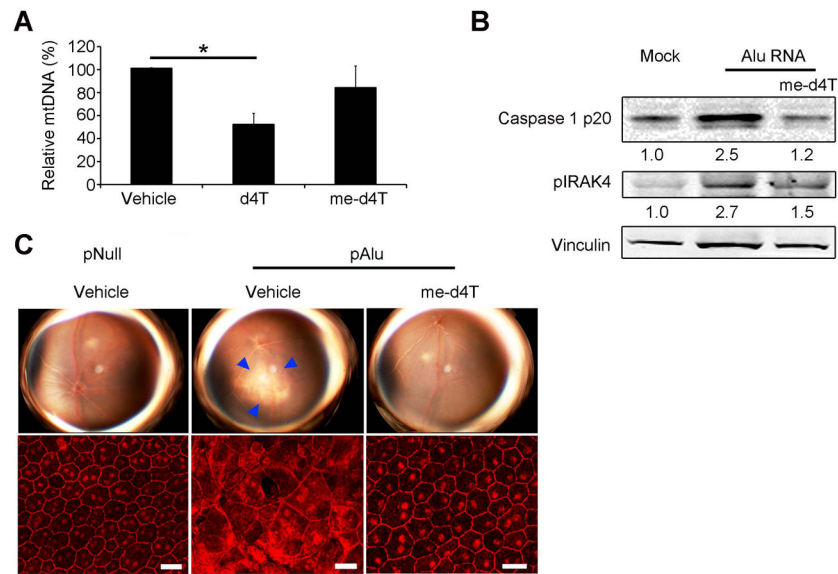 A
*
Relative mtDNA (%)
120
100
80
60
40
20
0
Vehicle d4T me-d4T
B
Mock Alu RNA
me-d4T
Caspase 1 p20
1.0 2.5 1.2
pIRAK4
1.0 2.7 1.5
Vinculin
C
pNull pAlu
Vehicle Vehicle me-d4T